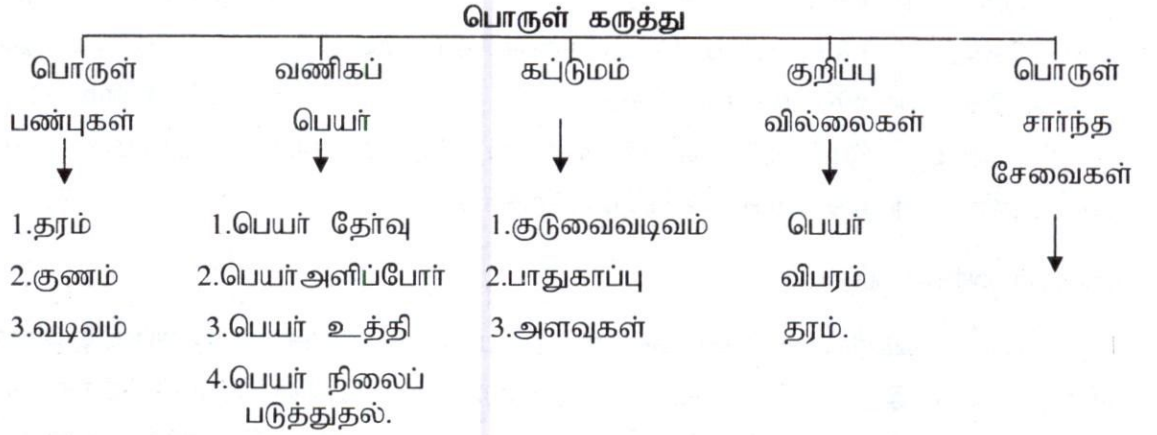 பொருள் கருத்து
பொருள் வணிகப் கப்டுமம் குறிப்பு பொருள்
பண்புகள் பெயர் வில்லைகள் சார்ந்த
சேவைகள்
1.தரம் 1.பெயர் தேர்வு 1.குடுவைவடிவம் பெயர்
2.குணம் 2.பெயர்அளிப்போர் 2.பாதுகாப்பு விபரம்
3.வடிவம் 3.பெயர் உத்தி 3.அளவுகள் தரம்.
4.பெயர் நிலைப்
படுத்துதல்.